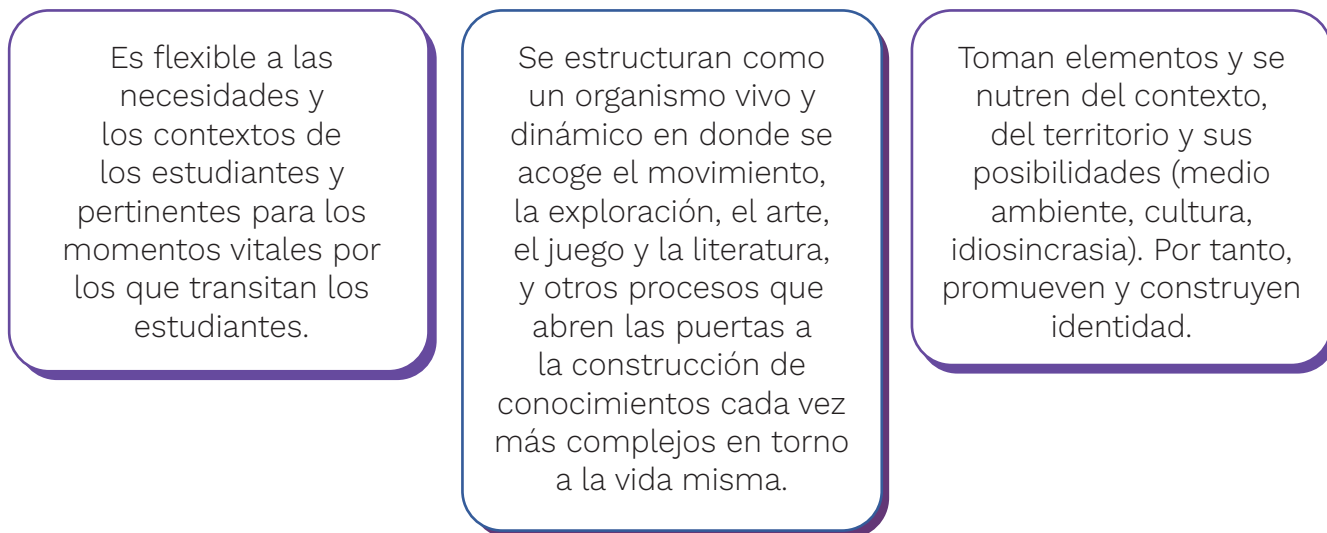 Es flexible a las
necesidades y
los contextos de
los estudiantes y
pertinentes para los
momentos vitales por
los que transitan los
estudiantes.
Se estructuran como
un organismo vivo y
dinámico en donde se
acoge el movimiento,
la exploración, el arte,
el juego y la literatura,
y otros procesos que
abren las puertas a
la construcción de
conocimientos cada vez
más complejos en torno
a la vida misma.
Toman elementos y se
nutren del contexto,
del territorio y sus
posibilidades (medio
ambiente, cultura,
idiosincrasia). Por tanto,
promueven y construyen
identidad.